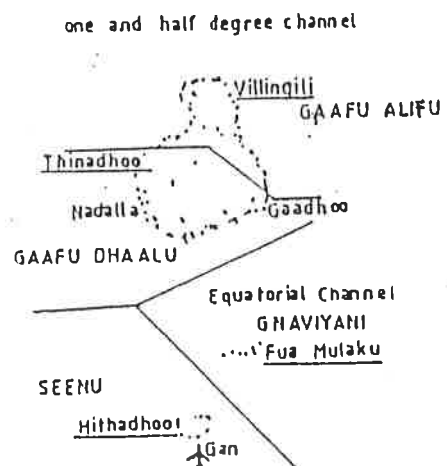 one and half degree channel
Villingili
GAAFU ALIFU
Thinadhoo
Nadalla
Gaadhoo
GAAFU DHAALU
Equatorial Channel
GNAVIYANI
Fua Mulaku
SEENU
Hithadhoo
Gan